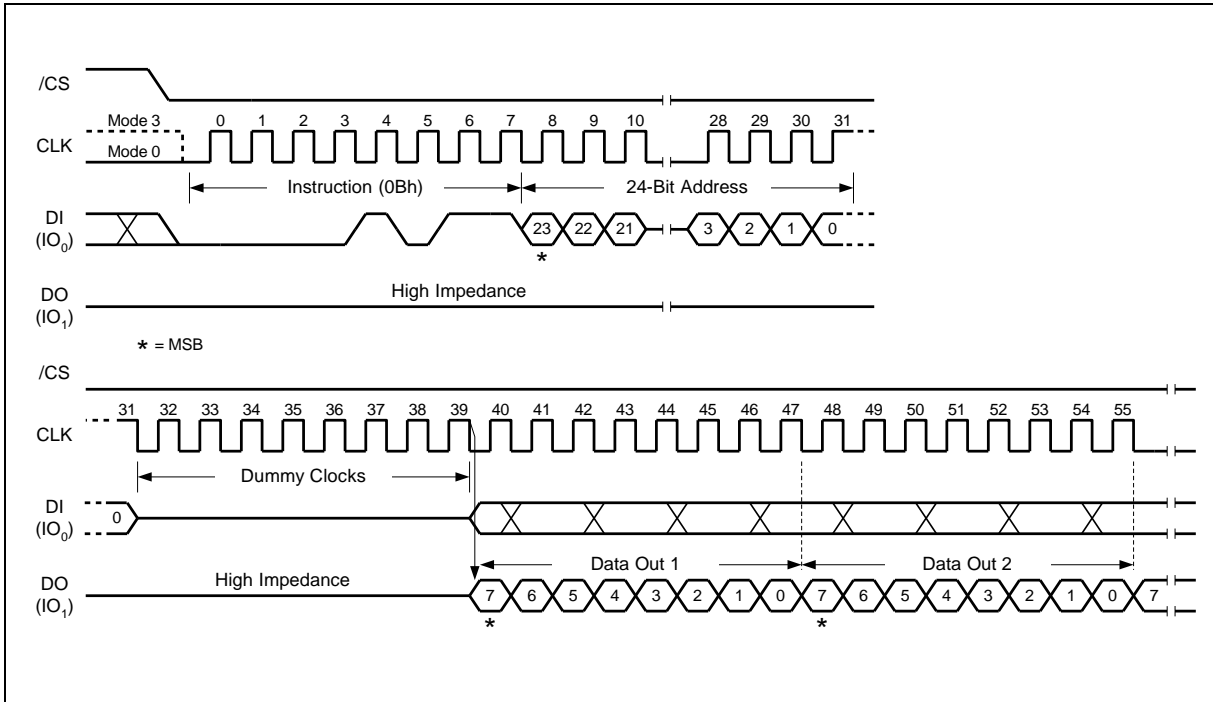 /CS
Mode 3
0 1 2 3 4 5 6 7 8 9 10 28 29 30 31
CLK
Mode 0
Instruction (0Bh) 24-Bit Address
DI
(IO0)
23 22 21 3 2 1 0
*
High Impedance
DO
(IO1)
* = MSB
/CS
31 32 33 34 35 36 37 38 39 40 41 42 43 44 45 46 47 48 49 50 51 52 53 54 55
CLK
Dummy Clocks
DI
(IO0)
0
Data Out 1 Data Out 2
High Impedance
DO
(IO1)
7 6 5 4 3 2 1 0 7 6 5 4 3 2 1 0 7
* *